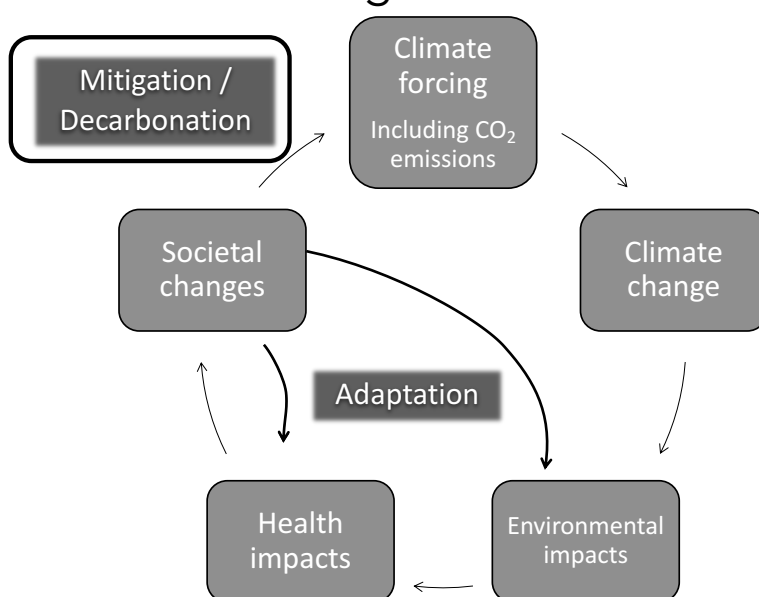 Climate
forcing
Including CO₂
emissions
Mitigation /
Decarbonation
Societal
changes
Climate
change
Adaptation
Health
impacts
Environmental
impacts